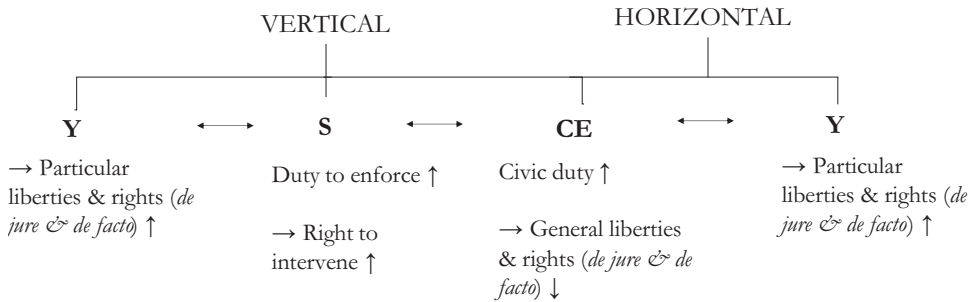 VERTICAL
HORIZONTAL
Y
S
CE
Y
→ Particular
liberties & rights (de
jure & de facto) ↑
Duty to enforce ↑
→ Right to
intervene ↑
Civic duty ↑
→ General liberties
& rights (de jure & de
facto) ↓
→ Particular
liberties & rights (de
jure & de facto) ↑